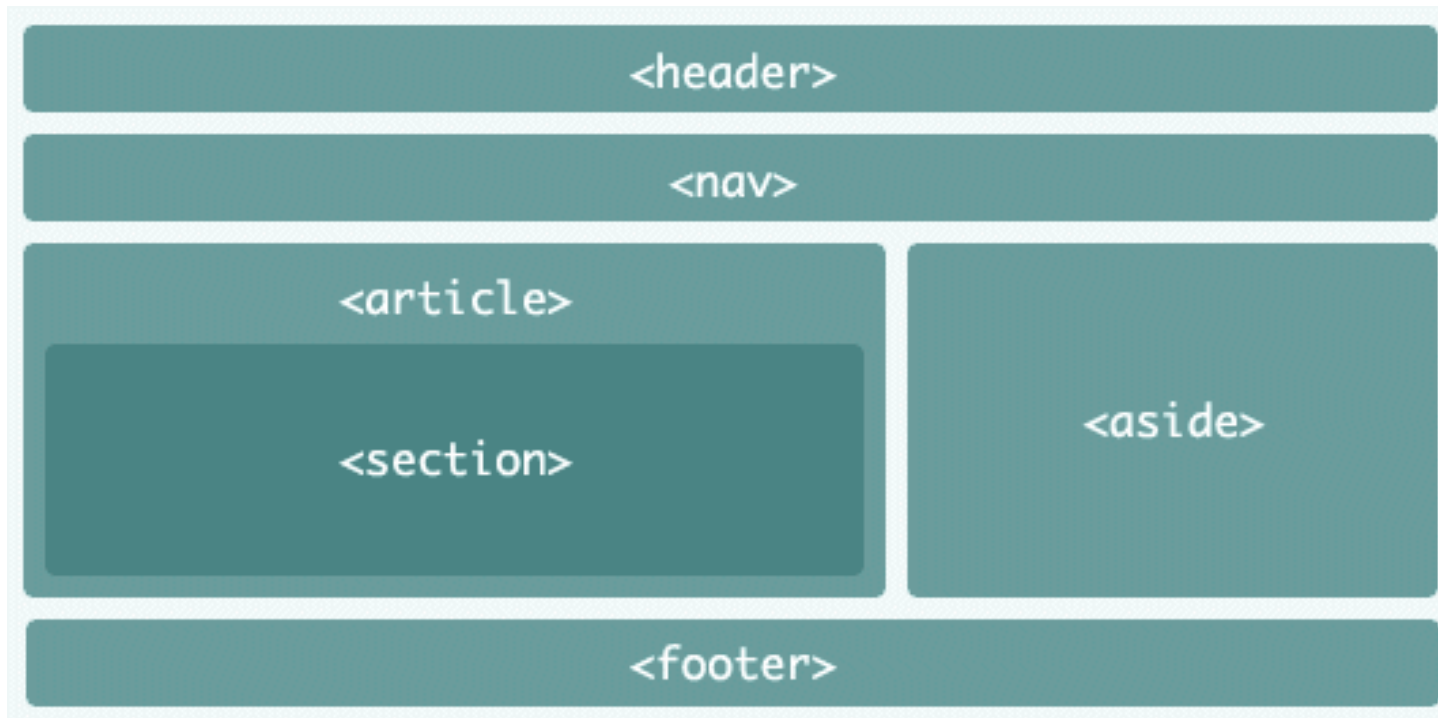 <header>
<nav>
<article>
<section>
<aside>
<footer>